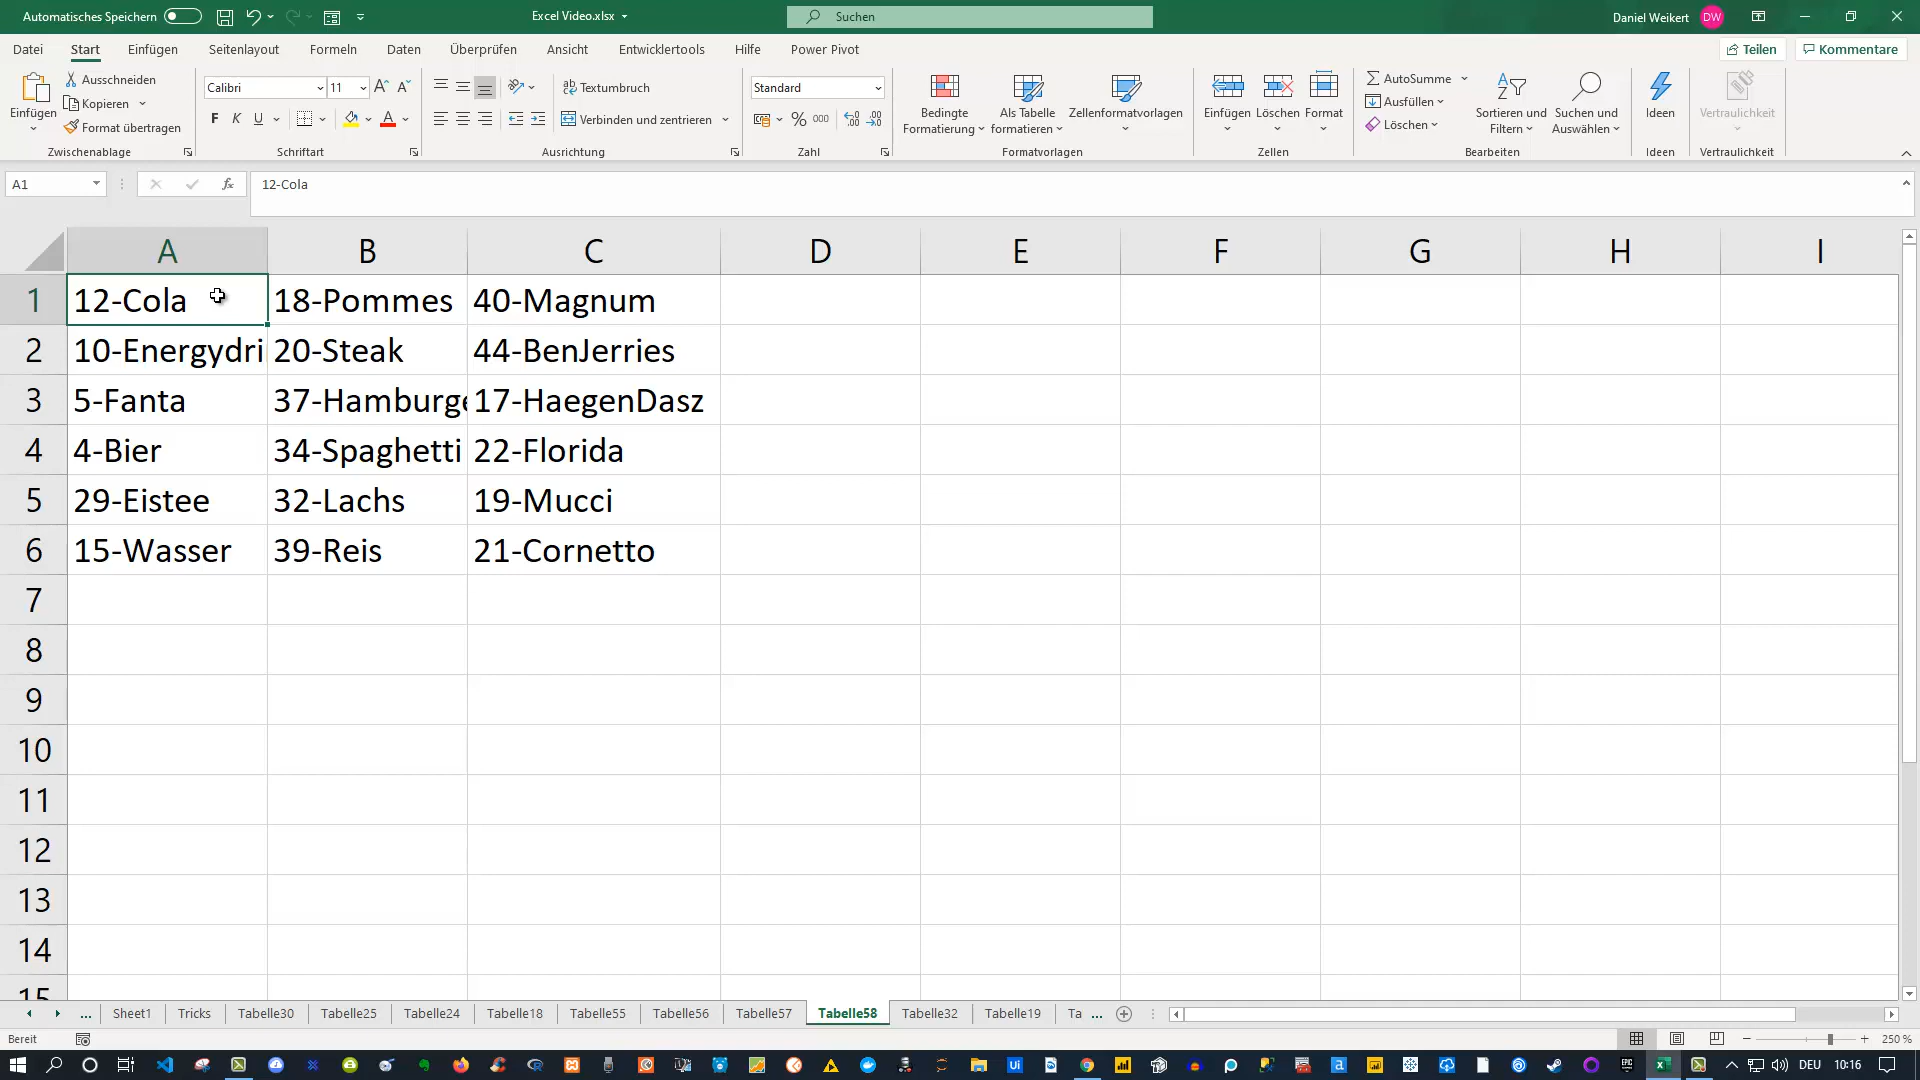 Automatisches Speichern
Excel Video.xlsx
Suchen
Daniel Weikert DW
Datei Start Einfügen Seitenlayout Formeln Daten Überprüfen Ansicht Entwicklertools Hilfe Power Pivot Teilen Kommentare
Einfügen
Ausschneiden
Kopieren
Format übertragen
Zwischenablage
Calibri 11
F K U
Schriftart
Textumbruch
Verbinden und zentrieren
Ausrichtung
Standard
% 000
Zahl
Bedingte Formatierung
Als Tabelle formatieren
Zellenformatvorlagen
Formatvorlagen
Einfügen Löschen Format
Zellen
AutoSumme
Ausfüllen
Löschen
Sortieren und Filtern
Suchen und Auswählen
Bearbeiten
Ideen
Ideen
Vertraulichkeit
Vertraulichkeit
A1 fx 12-Cola
A B C D E F G H I
1 12-Cola 18-Pommes 40-Magnum
2 10-Energydri 20-Steak 44-BenJerries
3 5-Fanta 37-Hamburge 17-HaegenDasz
4 4-Bier 34-Spaghetti 22-Florida
5 29-Eistee 32-Lachs 19-Mucci
6 15-Wasser 39-Reis 21-Cornetto
7
8
9
10
11
12
13
14
15
... Sheet1 Tricks Tabelle30 Tabelle25 Tabelle24 Tabelle18 Tabelle55 Tabelle56 Tabelle57 Tabelle58 Tabelle32 Tabelle19 Ta ...
Bereit
250 %
DEU 10:16